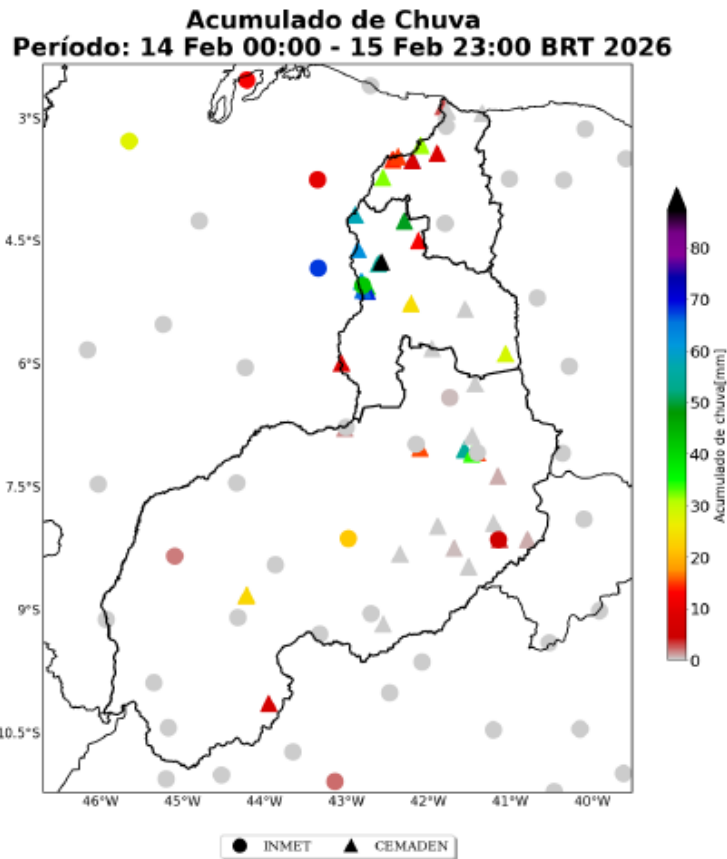 Acumulado de Chuva
Período: 14 Feb 00:00 - 15 Feb 23:00 BRT 2026
3°S
4.5°S
6°S
7.5°S
9°S
10.5°S
46°W 45°W 44°W 43°W 42°W 41°W 40°W
80
70
60
50
40
30
20
10
0
Acumulado de chuva[mm]
INMET CEMADEN